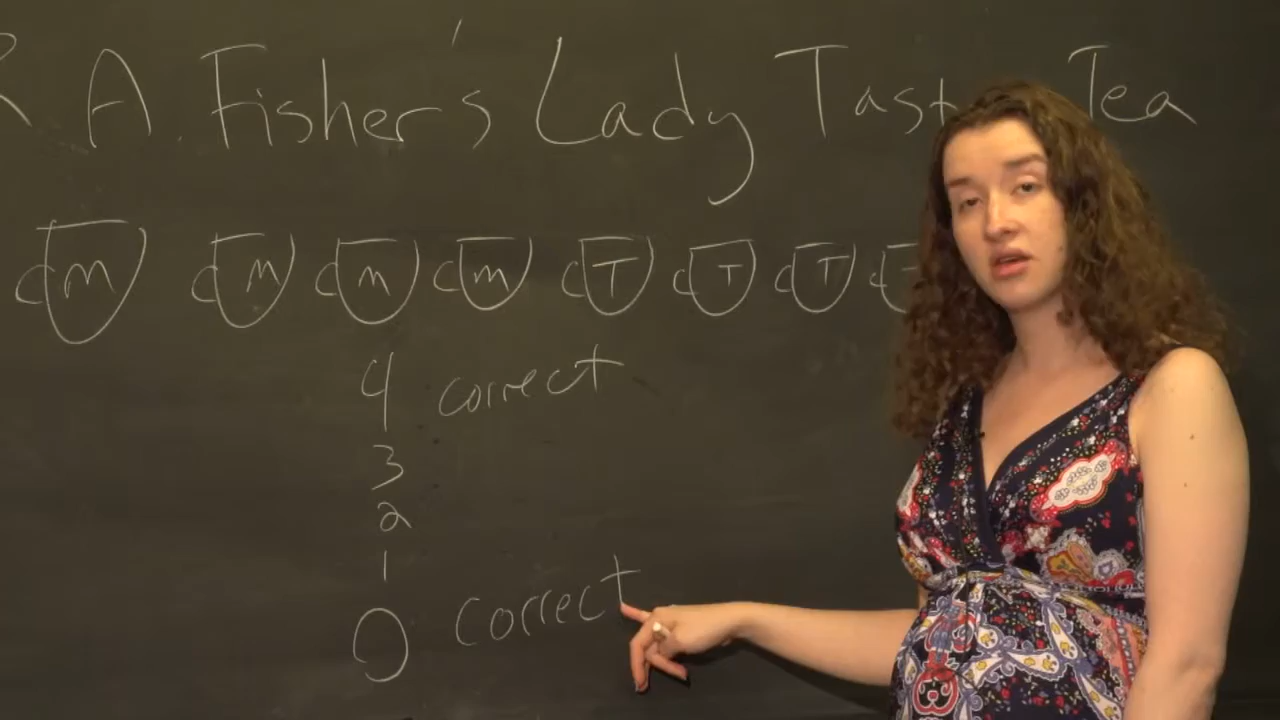 R A. Fisher's Lady Tast Tea
M M M M T T T T
4 correct
3
2
1
0 correct